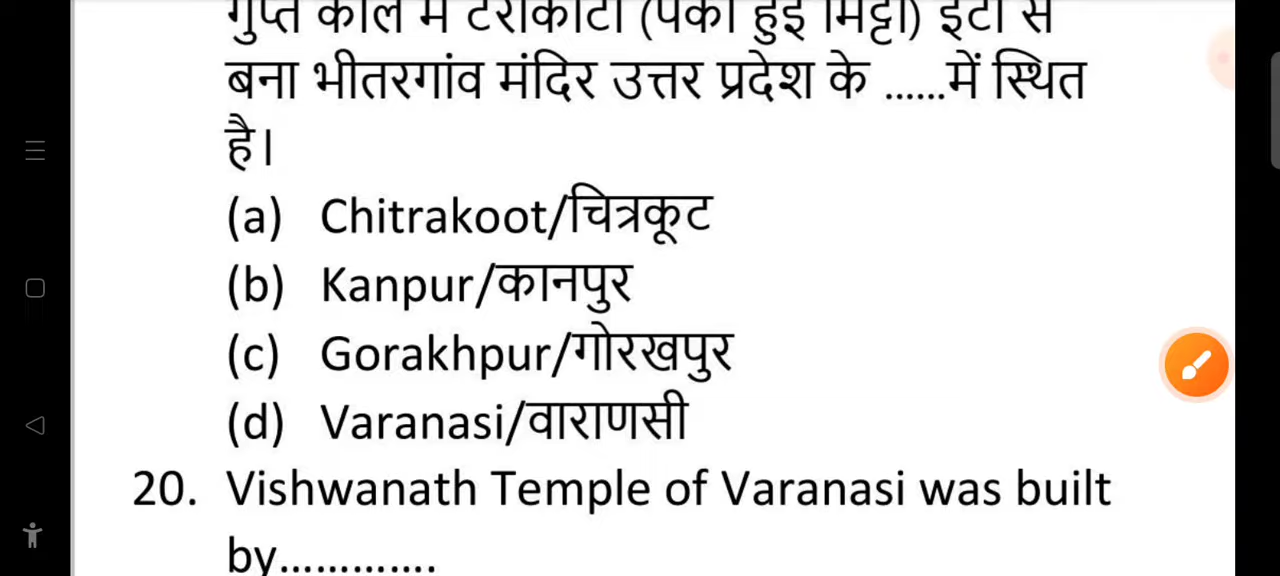 गुप्त काल में टेराकोटा (पकी हुई मिट्टी) ईंटों से
बना भीतरगांव मंदिर उत्तर प्रदेश के ......में स्थित
है।
(a) Chitrakoot/चित्रकूट
(b) Kanpur/कानपुर
(c) Gorakhpur/गोरखपुर
(d) Varanasi/वाराणसी
20. Vishwanath Temple of Varanasi was built
by.............